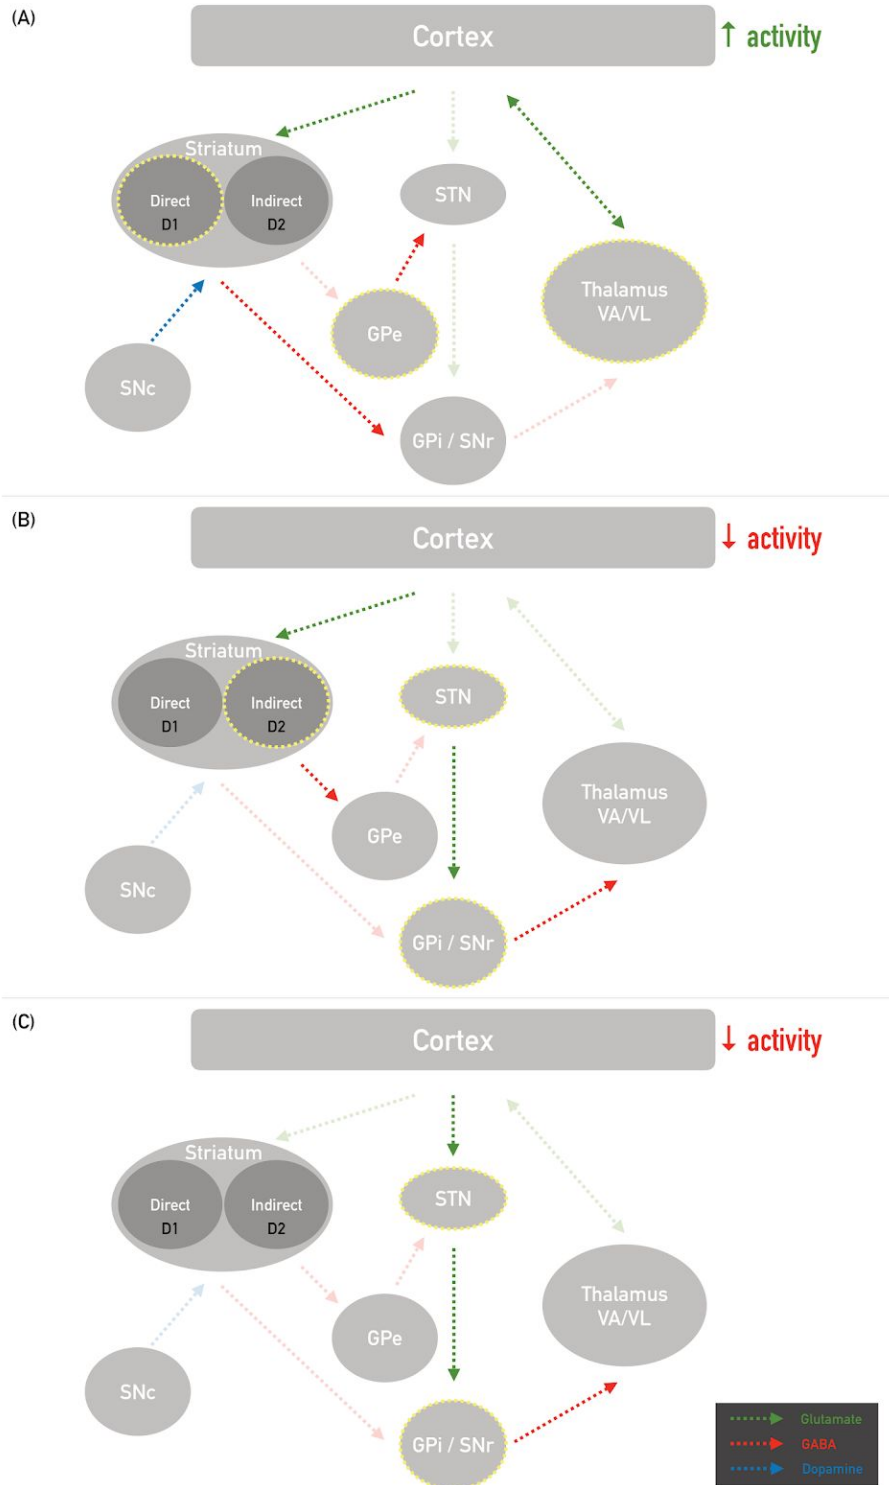 (A)
Cortex
↑ activity
Striatum
Direct
D1
Indirect
D2
STN
Thalamus
VA/VL
GPe
SNc
GPi / SNr
(B)
Cortex
↓ activity
Striatum
Direct
D1
Indirect
D2
STN
Thalamus
VA/VL
GPe
SNc
GPi / SNr
(C)
Cortex
↓ activity
Striatum
Direct
D1
Indirect
D2
STN
Thalamus
VA/VL
GPe
SNc
GPi / SNr
Glutamate
GABA
Dopamine